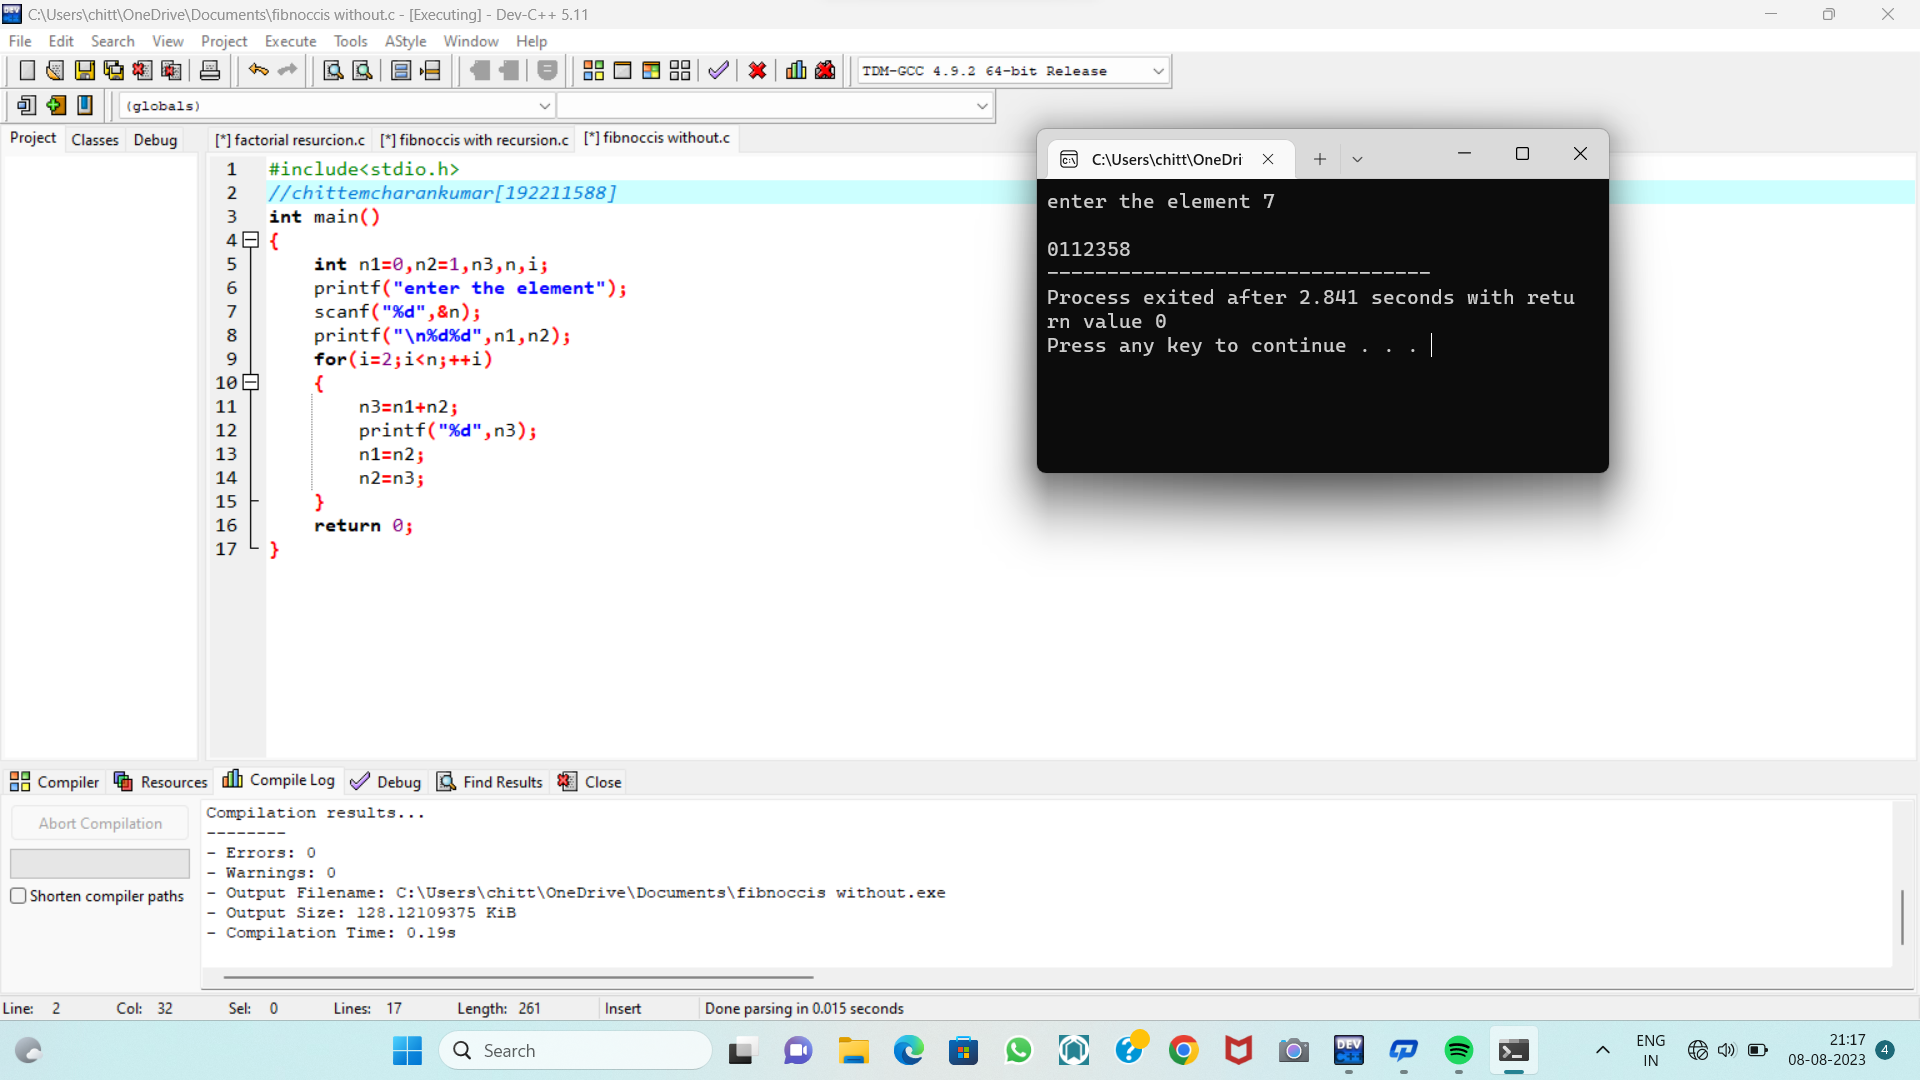 C:\Users\chitt\OneDrive\Documents\fibnoccis without.c - [Executing] - Dev-C++ 5.11
File Edit Search View Project Execute Tools AStyle Window Help
TDM-GCC 4.9.2 64-bit Release
(globals)
Project Classes Debug
[*] factorial resurcion.c [*] fibnoccis with recursion.c [*] fibnoccis without.c
1 #include<stdio.h>
2 //chittemcharankumar[192211588]
3 int main()
4 {
5 int n1=0,n2=1,n3,n,i;
6 printf("enter the element");
7 scanf("%d",&n);
8 printf("\n%d%d",n1,n2);
9 for(i=2;i<n;++i)
10 {
11 n3=n1+n2;
12 printf("%d",n3);
13 n1=n2;
14 n2=n3;
15 }
16 return 0;
17 }
C:\Users\chitt\OneDri
enter the element 7
0112358
--------------------------------
Process exited after 2.841 seconds with retu
rn value 0
Press any key to continue . . .
Compiler Resources Compile Log Debug Find Results Close
Abort Compilation
Shorten compiler paths
Compilation results...
--------
- Errors: 0
- Warnings: 0
- Output Filename: C:\Users\chitt\OneDrive\Documents\fibnoccis without.exe
- Output Size: 128.12109375 KiB
- Compilation Time: 0.19s
Line: 2 Col: 32 Sel: 0 Lines: 17 Length: 261 Insert Done parsing in 0.015 seconds
Search
DEV C++
ENG
IN
21:17
08-08-2023
4